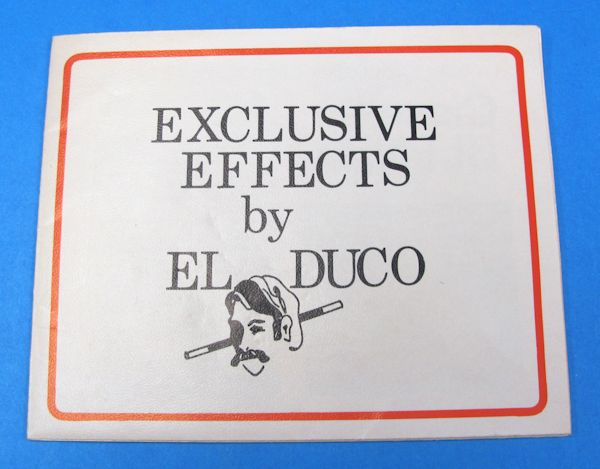 EXCLUSIVE
EFFECTS
by
EL DUCO